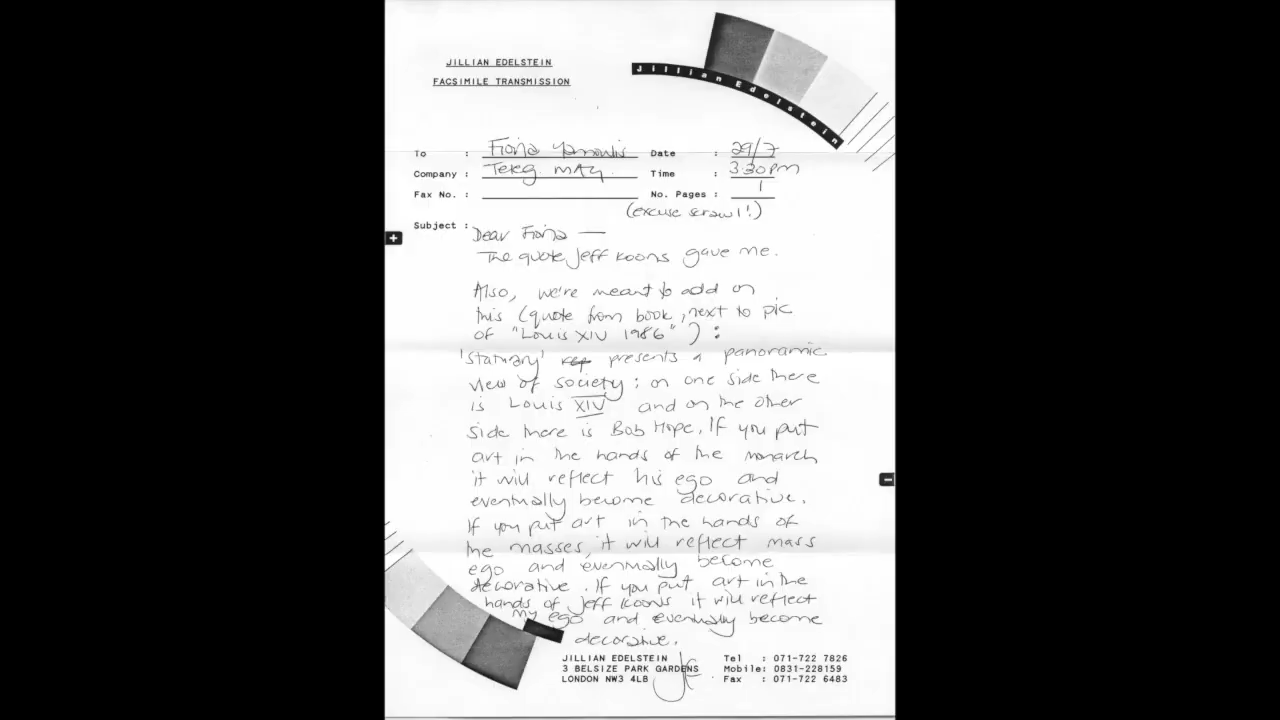 JILLIAN EDELSTEIN
FACSIMILE TRANSMISSION
Jillian Edelstein
To : Fiona
Date : 29/7
Company : Teleg. MAG.
Time : 3.30pm
Fax No. :
No. Pages : 1
(excuse scrawl!)
Subject :
Dear Fiona —
The quote Jeff Koons gave me.
Also, we're meant to add on
this (quote from book, next to pic
of "Louis XIV 1986") :
'Statuary' rep presents a panoramic
view of society; on one side there
is Louis XIV and on the other
side there is Bob Hope. If you put
art in the hands of the monarch
it will reflect his ego and
eventually become decorative.
If you put art in the hands of
the masses, it will reflect mass
ego and eventually become
decorative. If you put art in the
hands of Jeff Koons it will reflect
my ego and eventually become
decorative.
JILLIAN EDELSTEIN
3 BELSIZE PARK GARDENS
LONDON NW3 4LB
Tel : 071-722 7826
Mobile: 0831-228159
Fax : 071-722 6483